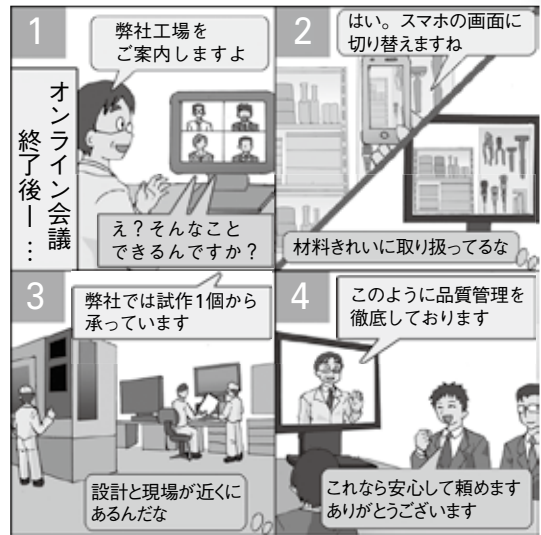 1
弊社工場を
ご案内しますよ
オンライン会議
終了後ー…
え？そんなこと
できるんですか？
2
はい。スマホの画面に
切り替えますね
材料きれいに取り扱ってるな
3
弊社では試作1個から
承っています
設計と現場が近くに
あるんだな
4
このように品質管理を
徹底しております
これなら安心して頼めます
ありがとうございます